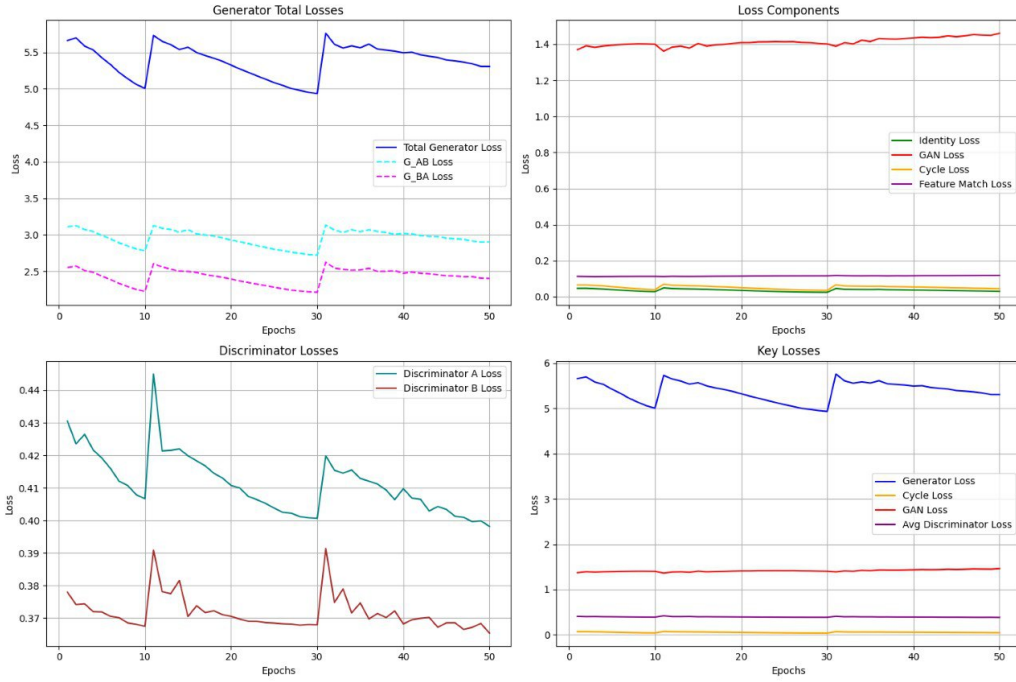 Generator Total Losses
5.5
5.0
4.5
4.0
3.5
3.0
2.5
Loss
Total Generator Loss
G_AB Loss
G_BA Loss
0
10
20
30
40
50
Epochs
Loss Components
1.4
1.2
1.0
0.8
0.6
0.4
0.2
0.0
Loss
Identity Loss
GAN Loss
Cycle Loss
Feature Match Loss
0
10
20
30
40
50
Epochs
Discriminator Losses
0.44
0.43
0.42
0.41
0.40
0.39
0.38
0.37
Loss
Discriminator A Loss
Discriminator B Loss
0
10
20
30
40
50
Epochs
Key Losses
6
5
4
3
2
1
0
Loss
Generator Loss
Cycle Loss
GAN Loss
Avg Discriminator Loss
0
10
20
30
40
50
Epochs